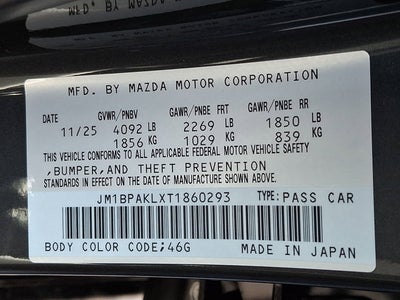 MFD. BY MAZDA MOTOR CORPORATION
GVWR/PNBV GAWR/PNBE FRT GAWR/PNBE RR
DATE 11/25 4092 LB 2269 LB 1850 LB
1856 KG 1029 KG 839 KG
THIS VEHICLE CONFORMS TO ALL APPLICABLE FEDERAL MOTOR VEHICLE SAFETY
,BUMPER,AND THEFT PREVENTION
STANDARDS IN EFFECT ON THE DATE OF MANUFACTURE SHOWN ABOVE.
JM1BPAKLXT1860293 TYPE:PASS CAR
BODY COLOR CODE;46G MADE IN JAPAN